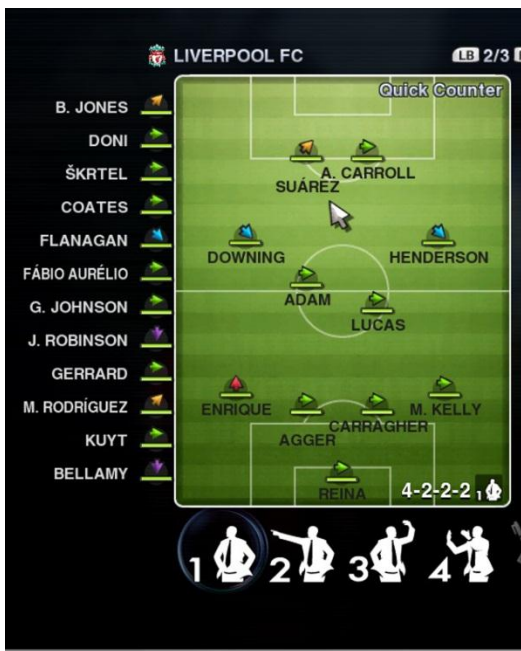 LIVERPOOL FC
LB 2/3
Quick Counter
B. JONES
DONI
ŠKRTEL
COATES
FLANAGAN
FÁBIO AURÉLIO
G. JOHNSON
J. ROBINSON
GERRARD
M. RODRÍGUEZ
KUYT
BELLAMY
A. CARROLL
SUÁREZ
DOWNING
HENDERSON
ADAM
LUCAS
ENRIQUE
M. KELLY
CARRAGHER
AGGER
REINA
4-2-2-2 1
1 2 3 4